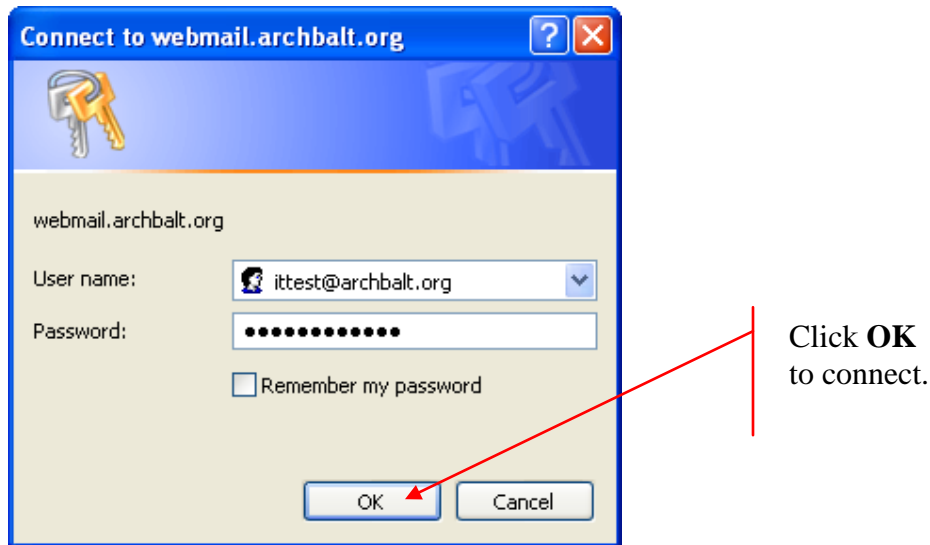 Connect to webmail.archbalt.org
webmail.archbalt.org
User name:
ittest@archbalt.org
Password:
●●●●●●●●●●●●
Remember my password
OK
Cancel
Click OK
to connect.